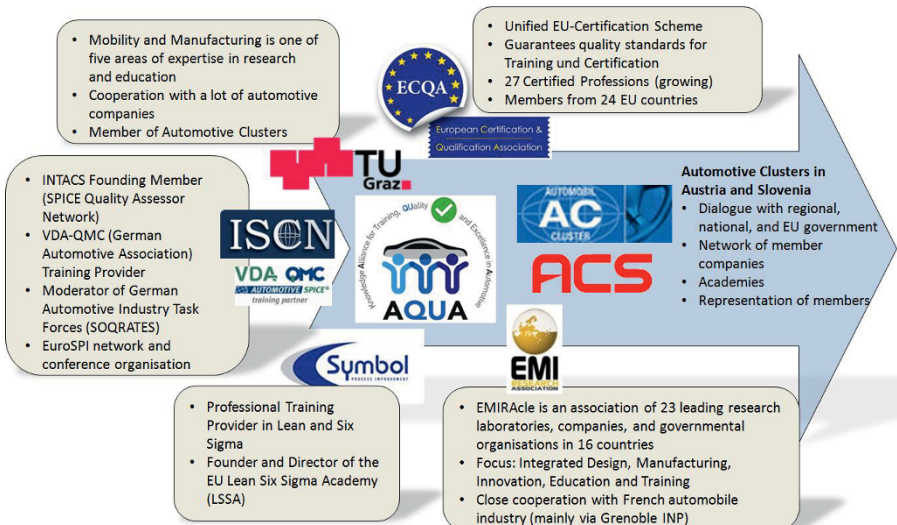 • Mobility and Manufacturing is one of
five areas of expertise in research
and education
• Cooperation with a lot of automotive
companies
• Member of Automotive Clusters
ECQA
European Certification &
Qualification Association
• Unified EU-Certification Scheme
• Guarantees quality standards for
Training und Certification
• 27 Certified Professions (growing)
• Members from 24 EU countries
TU
Graz
• INTACS Founding Member
(SPICE Quality Assessor
Network)
• VDA-QMC (German
Automotive Association)
Training Provider
• Moderator of German
Automotive Industry Task
Forces (SOQRATES)
• EuroSPI network and
conference organisation
ISCN
VDA QMC
AUTOMOTIVE SPICE®
training partner
Knowledge Alliance for Training, QUality and Excellence in Automotive
AQUA
AUTOMOBIL
AC
CLUSTER
ACS
Automotive Clusters in
Austria and Slovenia
• Dialogue with regional,
national, and EU government
• Network of member
companies
• Academies
• Representation of members
Symbol
PROCESS IMPROVEMENT
EMI
RESEARCH
ASSOCIATION
• Professional Training
Provider in Lean and Six
Sigma
• Founder and Director of the
EU Lean Six Sigma Academy
(LSSA)
• EMIRAcle is an association of 23 leading research
laboratories, companies, and governmental
organisations in 16 countries
• Focus: Integrated Design, Manufacturing,
Innovation, Education and Training
• Close cooperation with French automobile
industry (mainly via Grenoble INP)